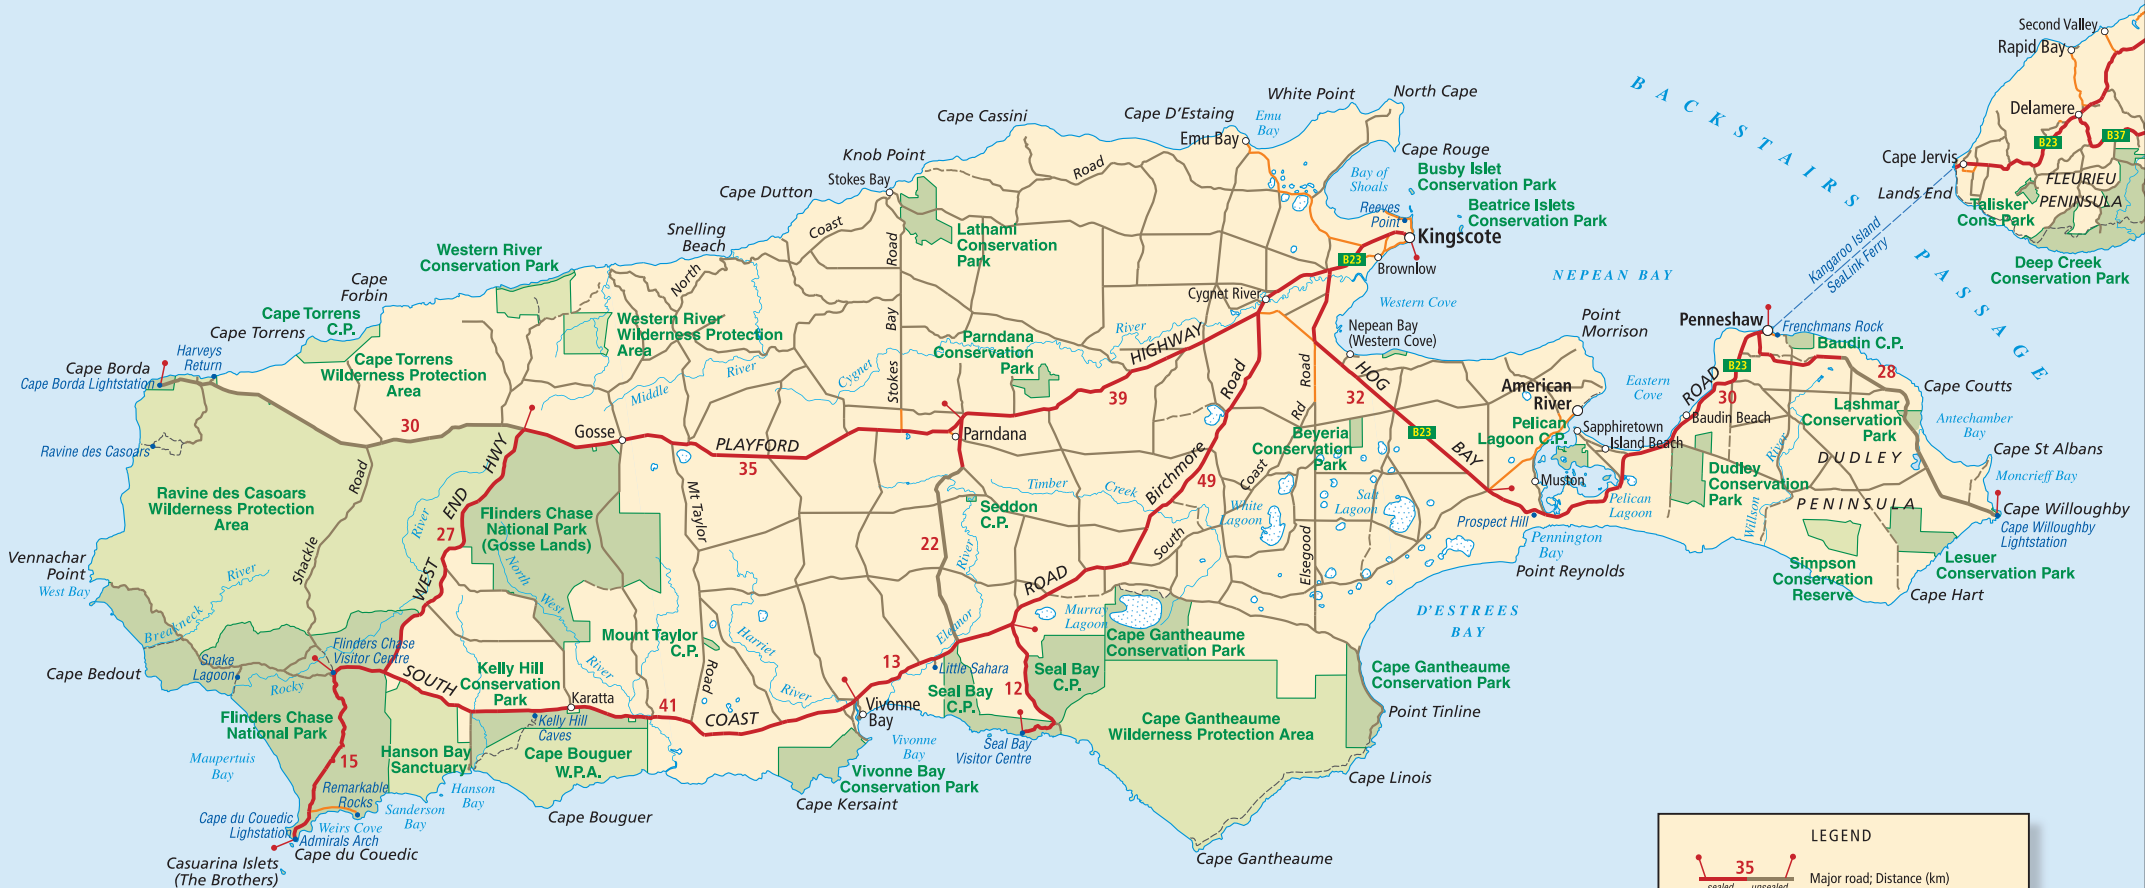 Second Valley
Rapid Bay
Delamere
B23
B37
Cape Jervis
Lands End
FLEURIEU
PENINSULA
Talisker
Cons Park
Deep Creek
Conservation Park
BACKSTAIRS PASSAGE
Kangaroo Island
SeaLink Ferry
White Point
North Cape
Cape D'Estaing
Emu
Bay
Emu Bay
Cape Cassini
Knob Point
Stokes Bay
Cape Dutton
Snelling
Beach
Road
Coast
North
Cape Rouge
Bay of
Shoals
Busby Islet
Conservation Park
Reeves
Point
Beatrice Islets
Conservation Park
Kingscote
B23
Brownlow
NEPEAN BAY
Western Cove
Cygnet River
Nepean Bay
(Western Cove)
Lathami
Conservation
Park
Road
Bay
Stokes
Western River
Conservation Park
Cape
Forbin
Cape Torrens
C.P.
Cape Torrens
Western River
Wilderness Protection
Area
Cape Torrens
Wilderness Protection
Area
Harveys
Return
Cape Borda
Cape Borda Lightstation
Ravine des Casoars
Middle
River
Cygnet
River
Parndana
Conservation
Park
HIGHWAY
39
30
Gosse
PLAYFORD
35
Parndana
Road
Birchmore
49
HOG
BAY
32
B23
Road
Rd
Coast
South
Elsegood
Beyeria
Conservation
Park
Point
Morrison
American
River
Pelican
Lagoon C.P.
Sapphiretown
Island Beach
Muston
Pelican
Lagoon
Prospect Hill
Pennington
Bay
Point Reynolds
Eastern
Cove
Penneshaw
Frenchmans Rock
Baudin C.P.
B23
ROAD
30
Baudin Beach
28
Cape Coutts
Lashmar
Conservation
Park
Antechamber
Bay
Cape St Albans
Moncrieff Bay
Cape Willoughby
Cape Willoughby
Lightstation
DUDLEY
PENINSULA
Dudley
Conservation
Park
Willson
River
Simpson
Conservation
Reserve
Lesuer
Conservation Park
Cape Hart
Ravine des Casoars
Wilderness Protection
Area
Road
Shackle
WEST END HWY
27
River
Flinders Chase
National Park
(Gosse Lands)
North
West
River
Mt Taylor
Road
Vennachar
Point
West Bay
Breakneck
River
Cape Bedout
Snake
Lagoon
Rocky
River
Flinders Chase
Visitor Centre
Flinders Chase
National Park
15
Maupertuis
Bay
Remarkable
Rocks
Cape du Couedic
Lighstation
Weirs Cove
Admirals Arch
Cape du Couedic
Casuarina Islets
(The Brothers)
Sanderson
Bay
Hanson
Bay
Hanson Bay
Sanctuary
SOUTH
COAST
ROAD
Kelly Hill
Conservation
Park
Karatta
Kelly Hill
Caves
41
Cape Bouguer
W.P.A.
Cape Bouguer
Mount Taylor
C.P.
Harriet
River
13
Vivonne
Bay
Vivonne
Bay
Vivonne Bay
Conservation Park
Cape Kersaint
Timber
Creek
Seddon
C.P.
22
River
Eleanor
Little Sahara
Seal Bay
C.P.
Seal Bay
C.P.
12
Seal Bay
Visitor Centre
Murray
Lagoon
White
Lagoon
Salt
Lagoon
Cape Gantheaume
Conservation Park
Cape Gantheaume
Wilderness Protection Area
D'ESTREES
BAY
Cape Gantheaume
Conservation Park
Point Tinline
Cape Linois
Cape Gantheaume
LEGEND
35
sealed
unsealed
Major road; Distance (km)